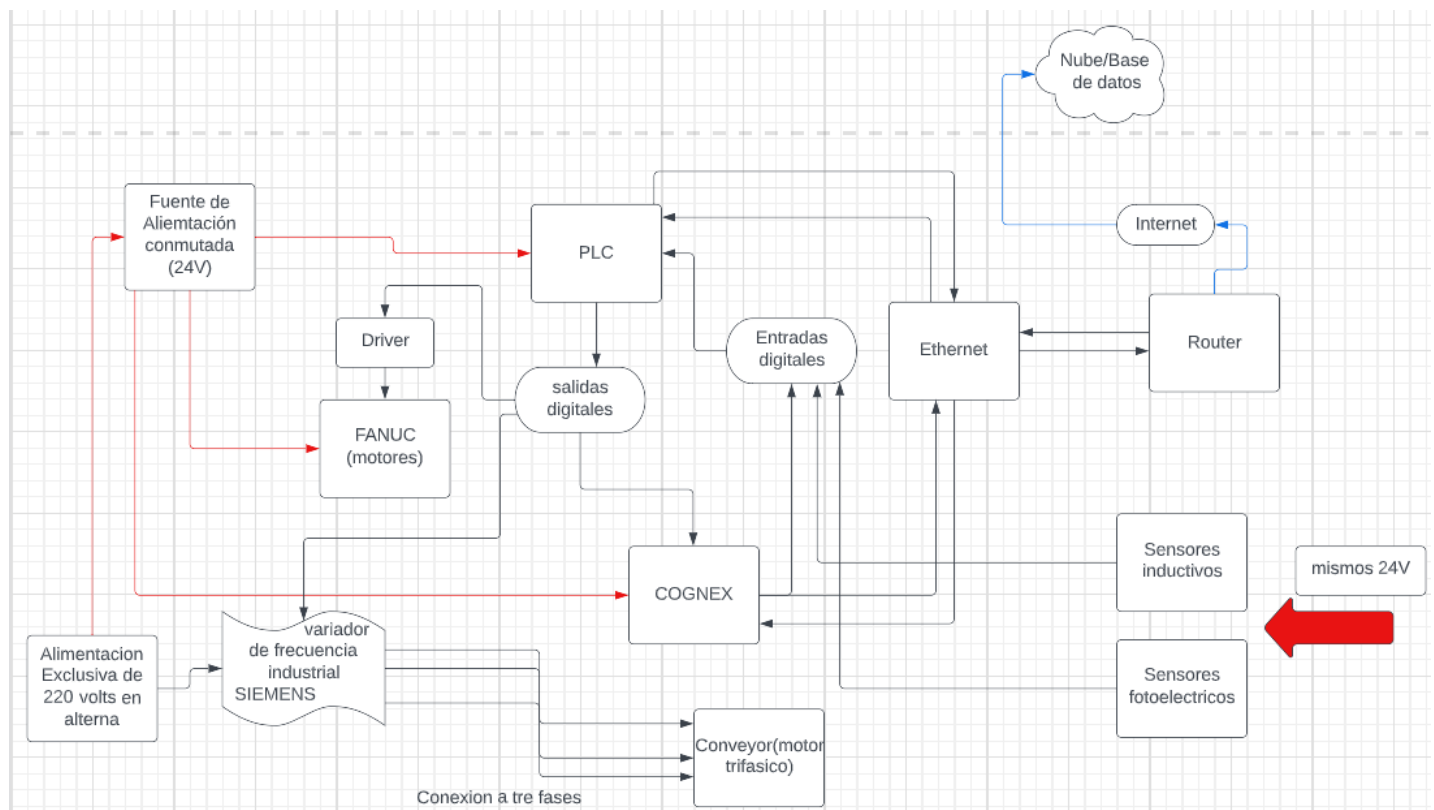 Nube/Base
de datos
Fuente de
Aliemtación
conmutada
(24V)
PLC
Internet
Driver
Entradas
digitales
Ethernet
Router
salidas
digitales
FANUC
(motores)
Sensores
inductivos
mismos 24V
COGNEX
Alimentacion
Exclusiva de
220 volts en
alterna
variador
de frecuencia
industrial
SIEMENS
Sensores
fotoelectricos
Conveyor(motor
trifasico)
Conexion a tre fases